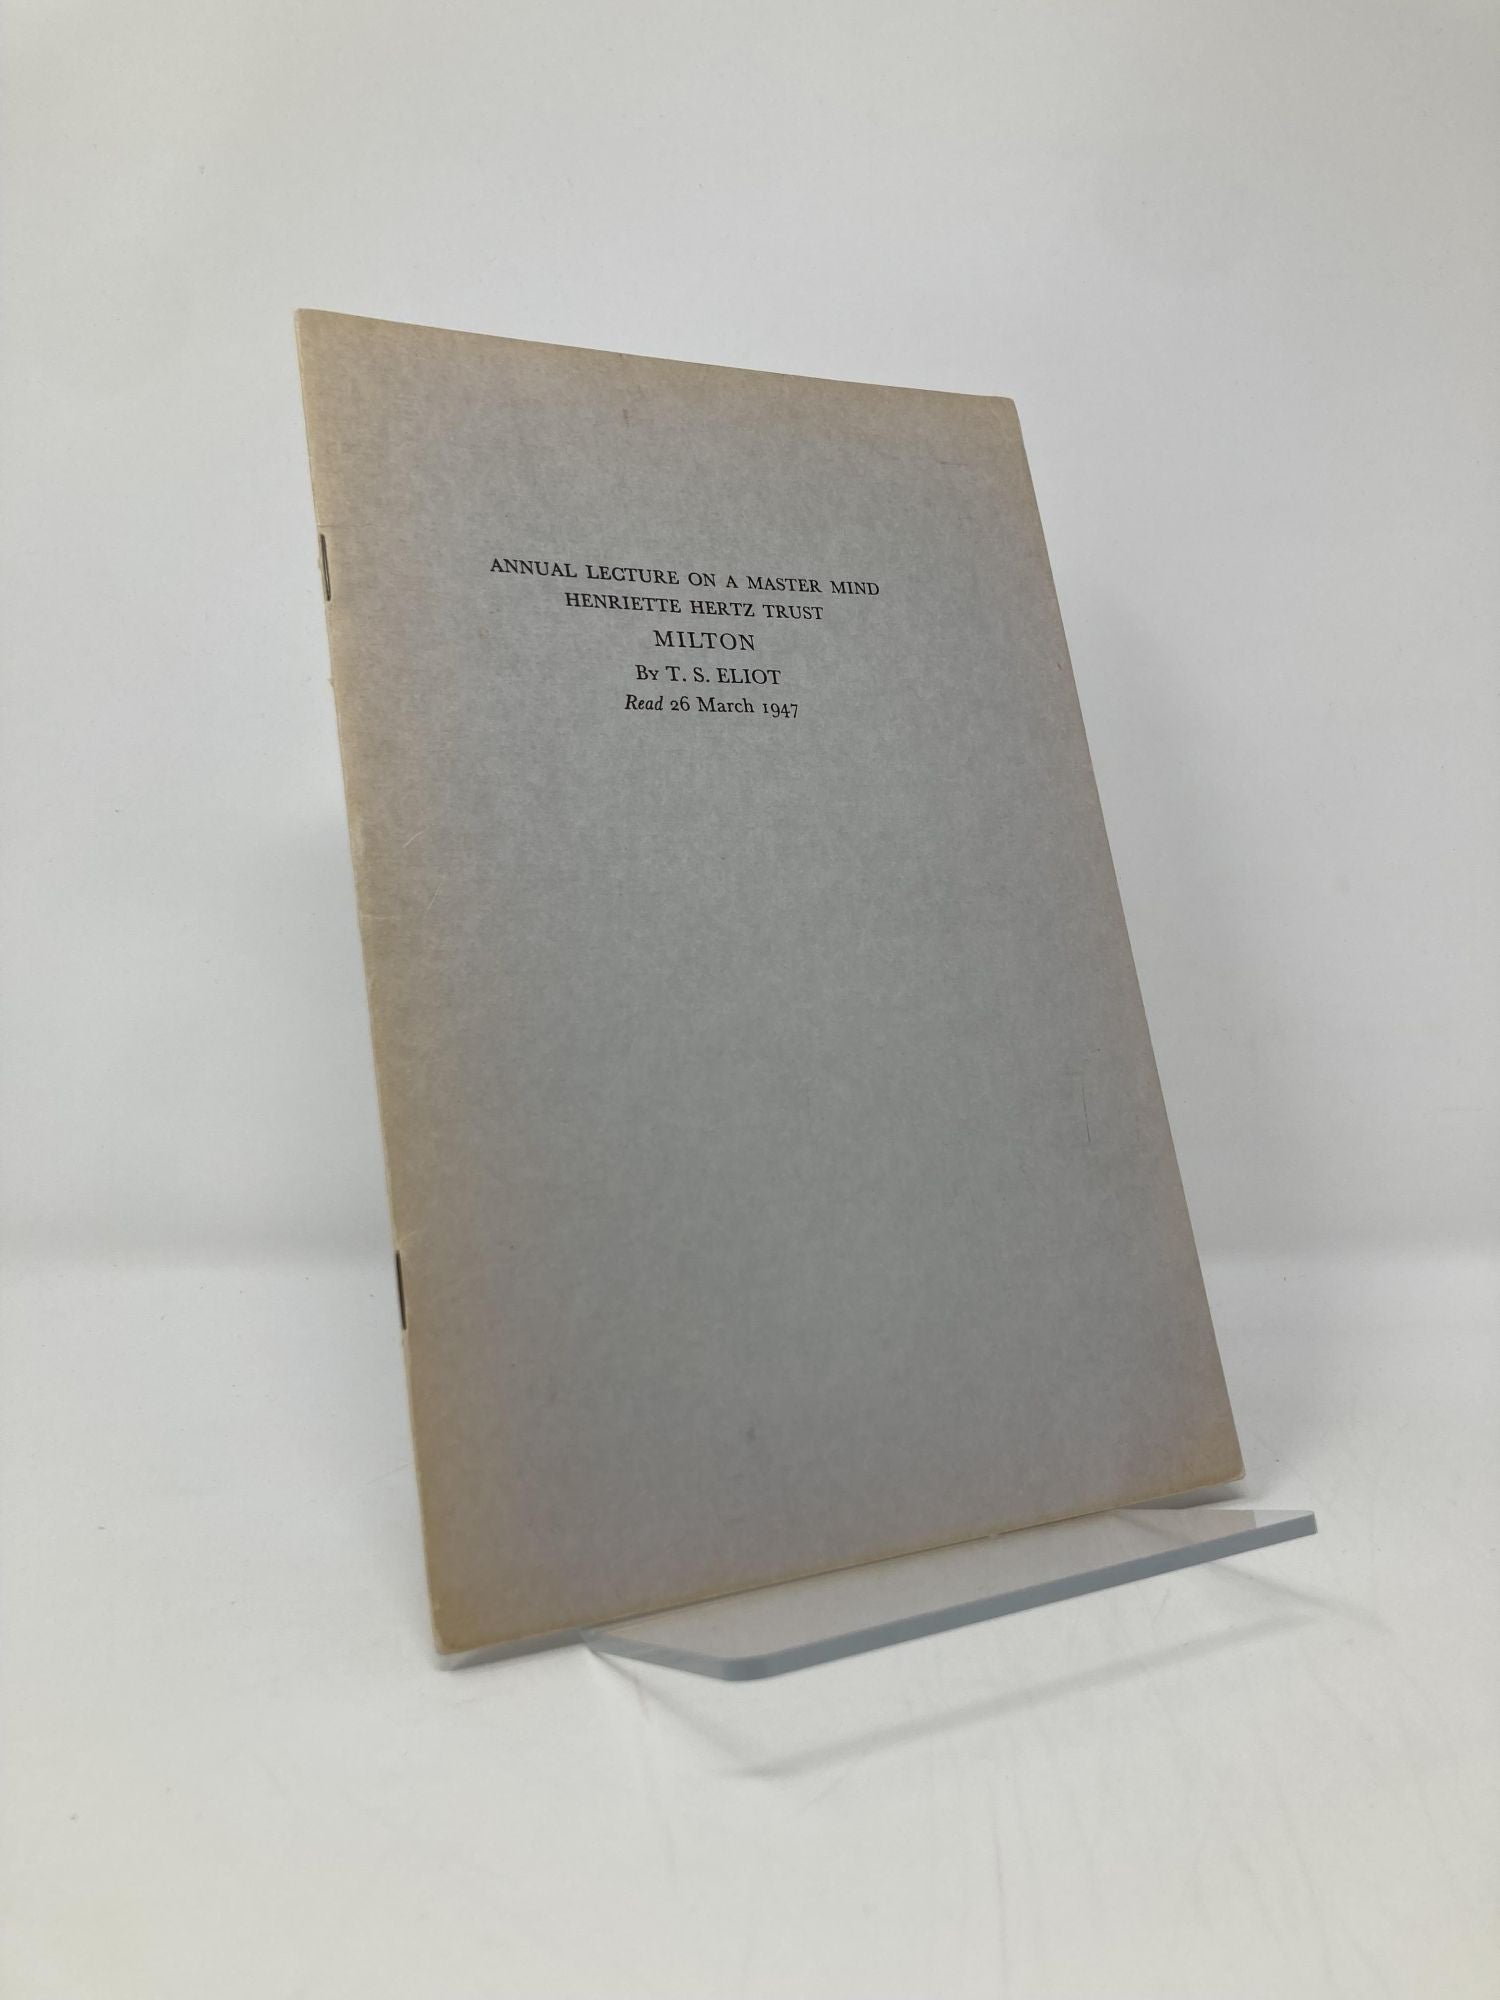 ANNUAL LECTURE ON A MASTER MIND
HENRIETTE HERTZ TRUST
MILTON
By T. S. ELIOT
Read 26 March 1947